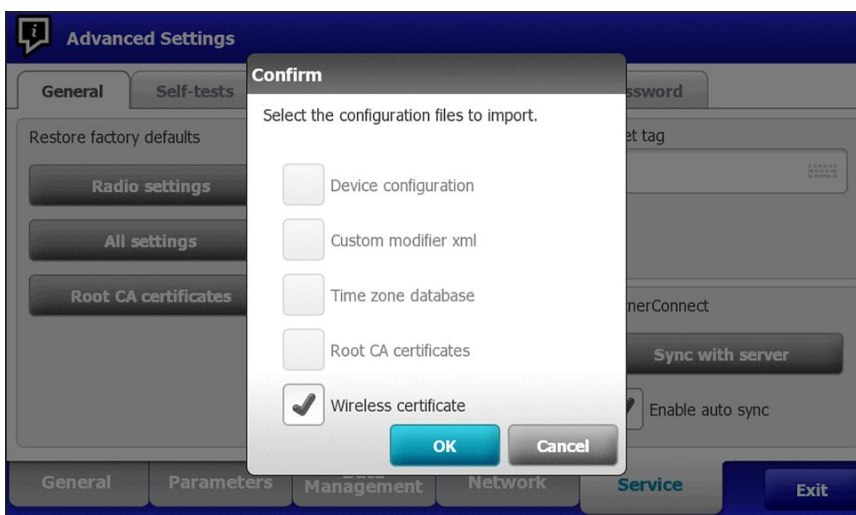 Advanced Settings
General
Self-tests
ssword
Restore factory defaults
Radio settings
All settings
Root CA certificates
Confirm
Select the configuration files to import.
Device configuration
Custom modifier xml
Time zone database
Root CA certificates
Wireless certificate
OK
Cancel
et tag
nerConnect
Sync with server
Enable auto sync
General
Parameters
Data
Management
Network
Service
Exit